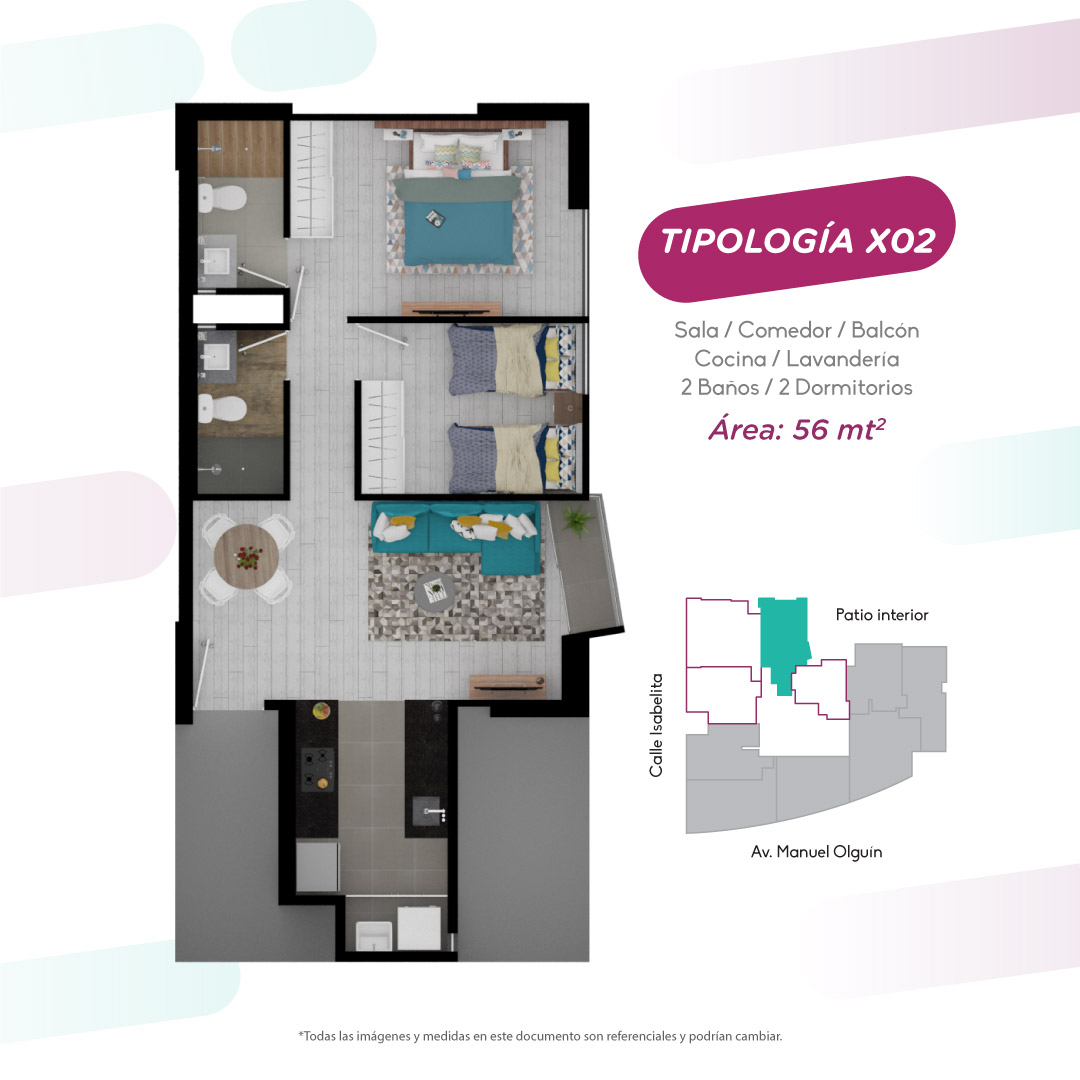 TIPOLOGÍA X02
Sala / Comedor / Balcón
Cocina / Lavandería
2 Baños / 2 Dormitorios
Área: 56 mt²
Patio interior
Calle Isabelita
Av. Manuel Olguín
*Todas las imágenes y medidas en este documento son referenciales y podrían cambiar.